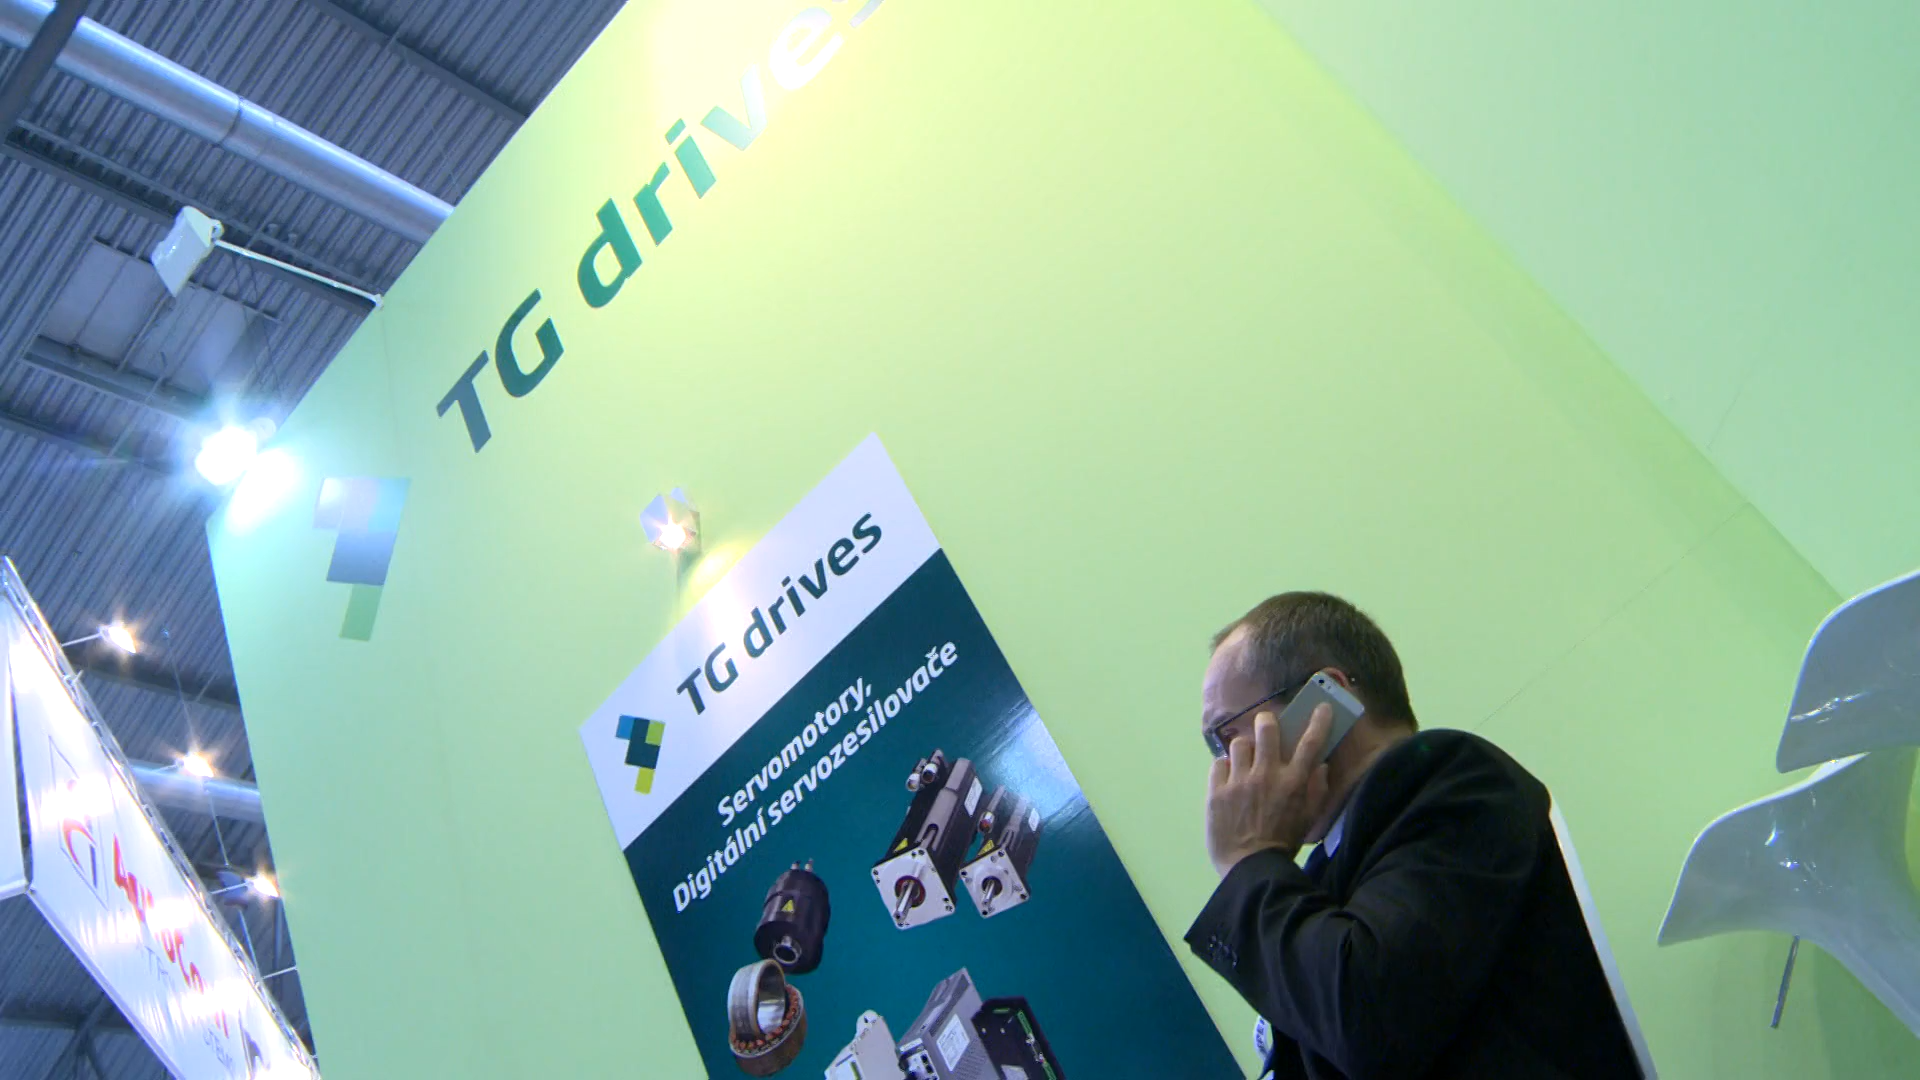 TG drives
TG drives
Servomotory,
Digitální servozesilovače